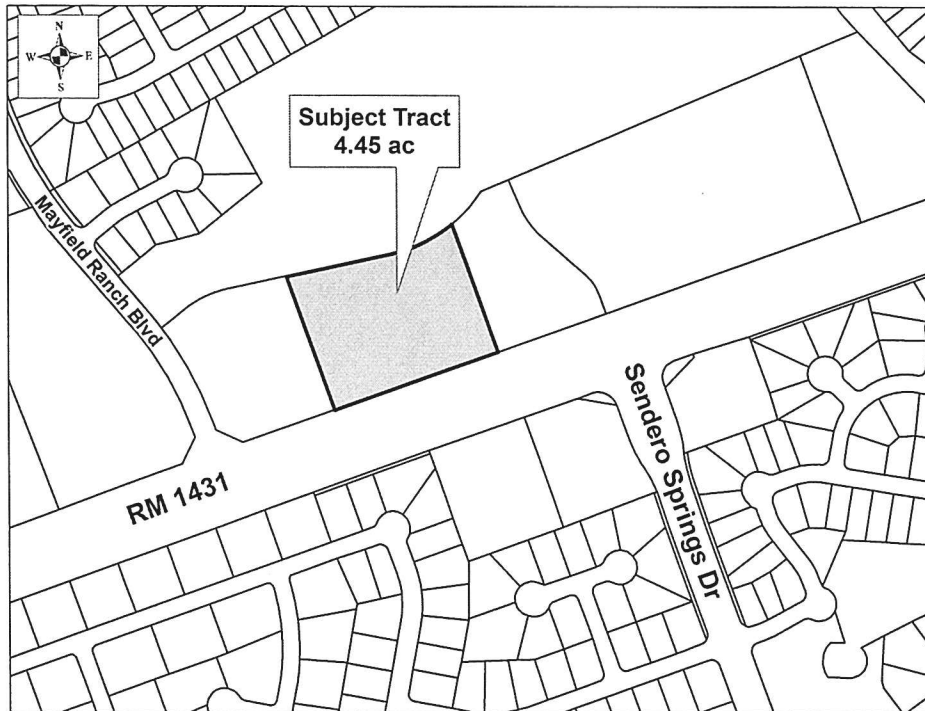 N
W E
S
Subject Tract
4.45 ac
Mayfield Ranch Blvd
RM 1431
Sendero Springs Dr